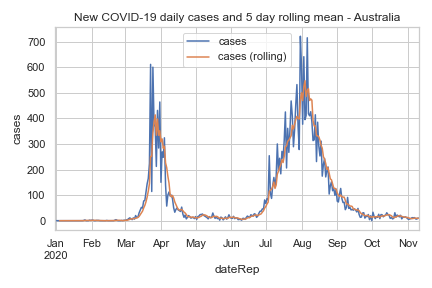 New COVID-19 daily cases and 5 day rolling mean - Australia
cases
cases (rolling)
cases
700
600
500
400
300
200
100
0
Jan Feb Mar Apr May Jun Jul Aug Sep Oct Nov
2020
dateRep